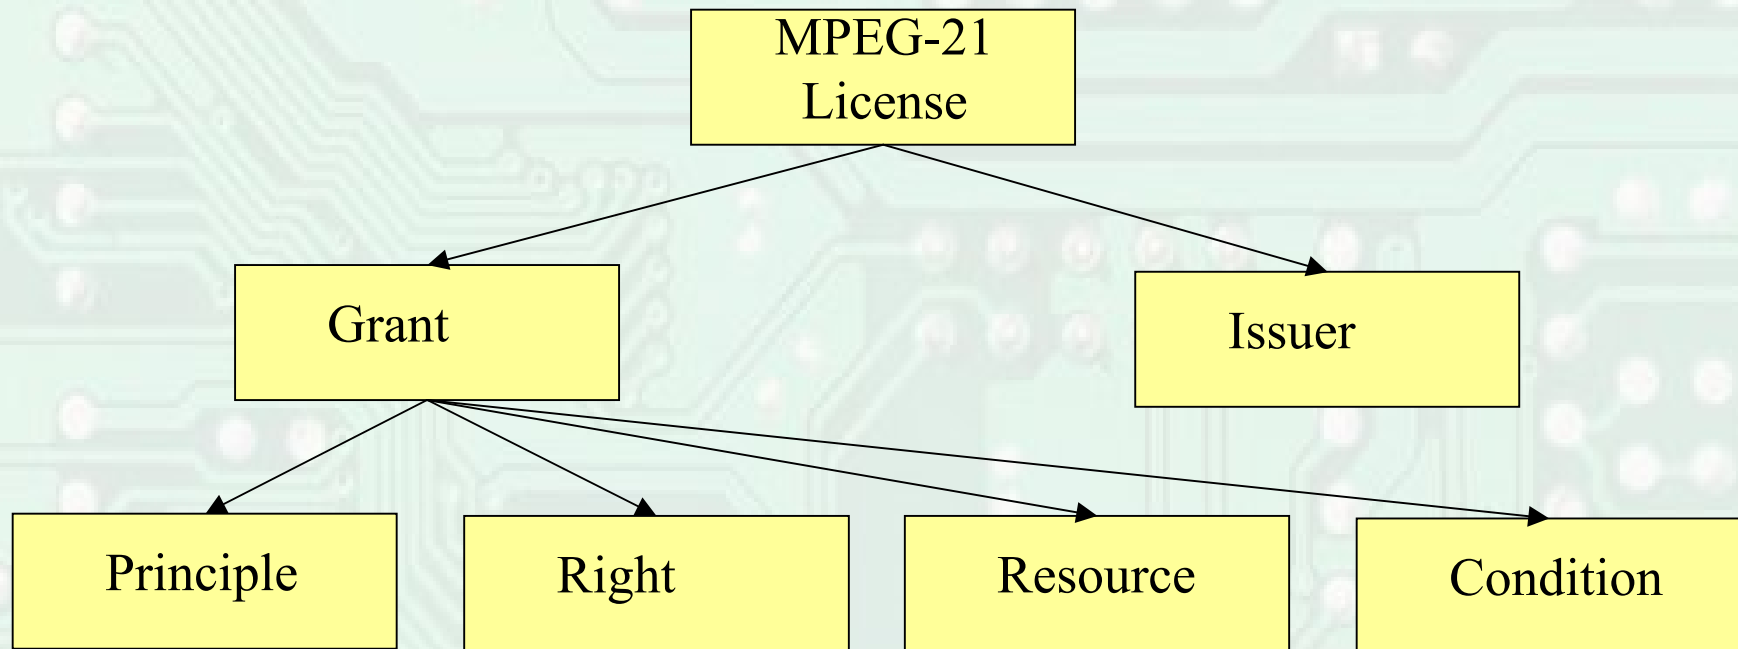 MPEG-21
License
Grant
Issuer
Principle
Right
Resource
Condition